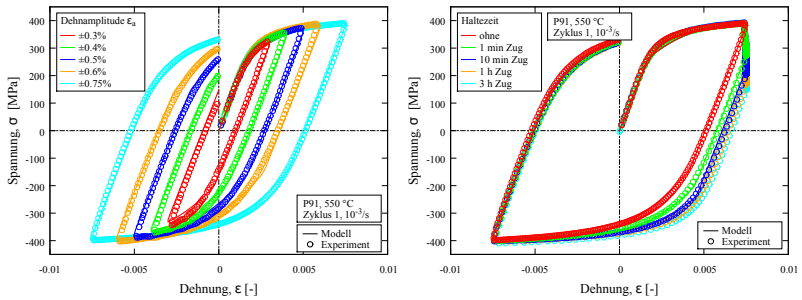 Dehnamplitude εa
±0.3%
±0.4%
±0.5%
±0.6%
±0.75%
P91, 550 °C
Zyklus 1, 10-3/s
Modell
Experiment
Spannung, σ [MPa]
400
300
200
100
0
-100
-200
-300
-400
-0.01
-0.005
0
0.005
0.01
Dehnung, ε [-]
Haltezeit
ohne
1 min Zug
10 min Zug
1 h Zug
3 h Zug
P91, 550 °C
Zyklus 1, 10-3/s
Modell
Experiment
Spannung, σ [MPa]
400
300
200
100
0
-100
-200
-300
-400
-0.01
-0.005
0
0.005
0.01
Dehnung, ε [-]